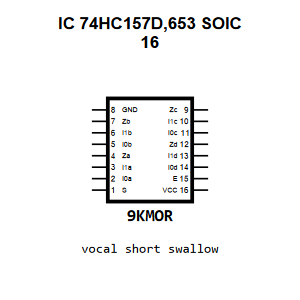 IC 74HC157D,653 SOIC
16
8 GND Zc 9
7 Zb I1c 10
6 I1b I0c 11
5 I0b Zd 12
4 Za I1d 13
3 I1a I0d 14
2 I0a E 15
1 S VCC 16
9KMOR
vocal short swallow